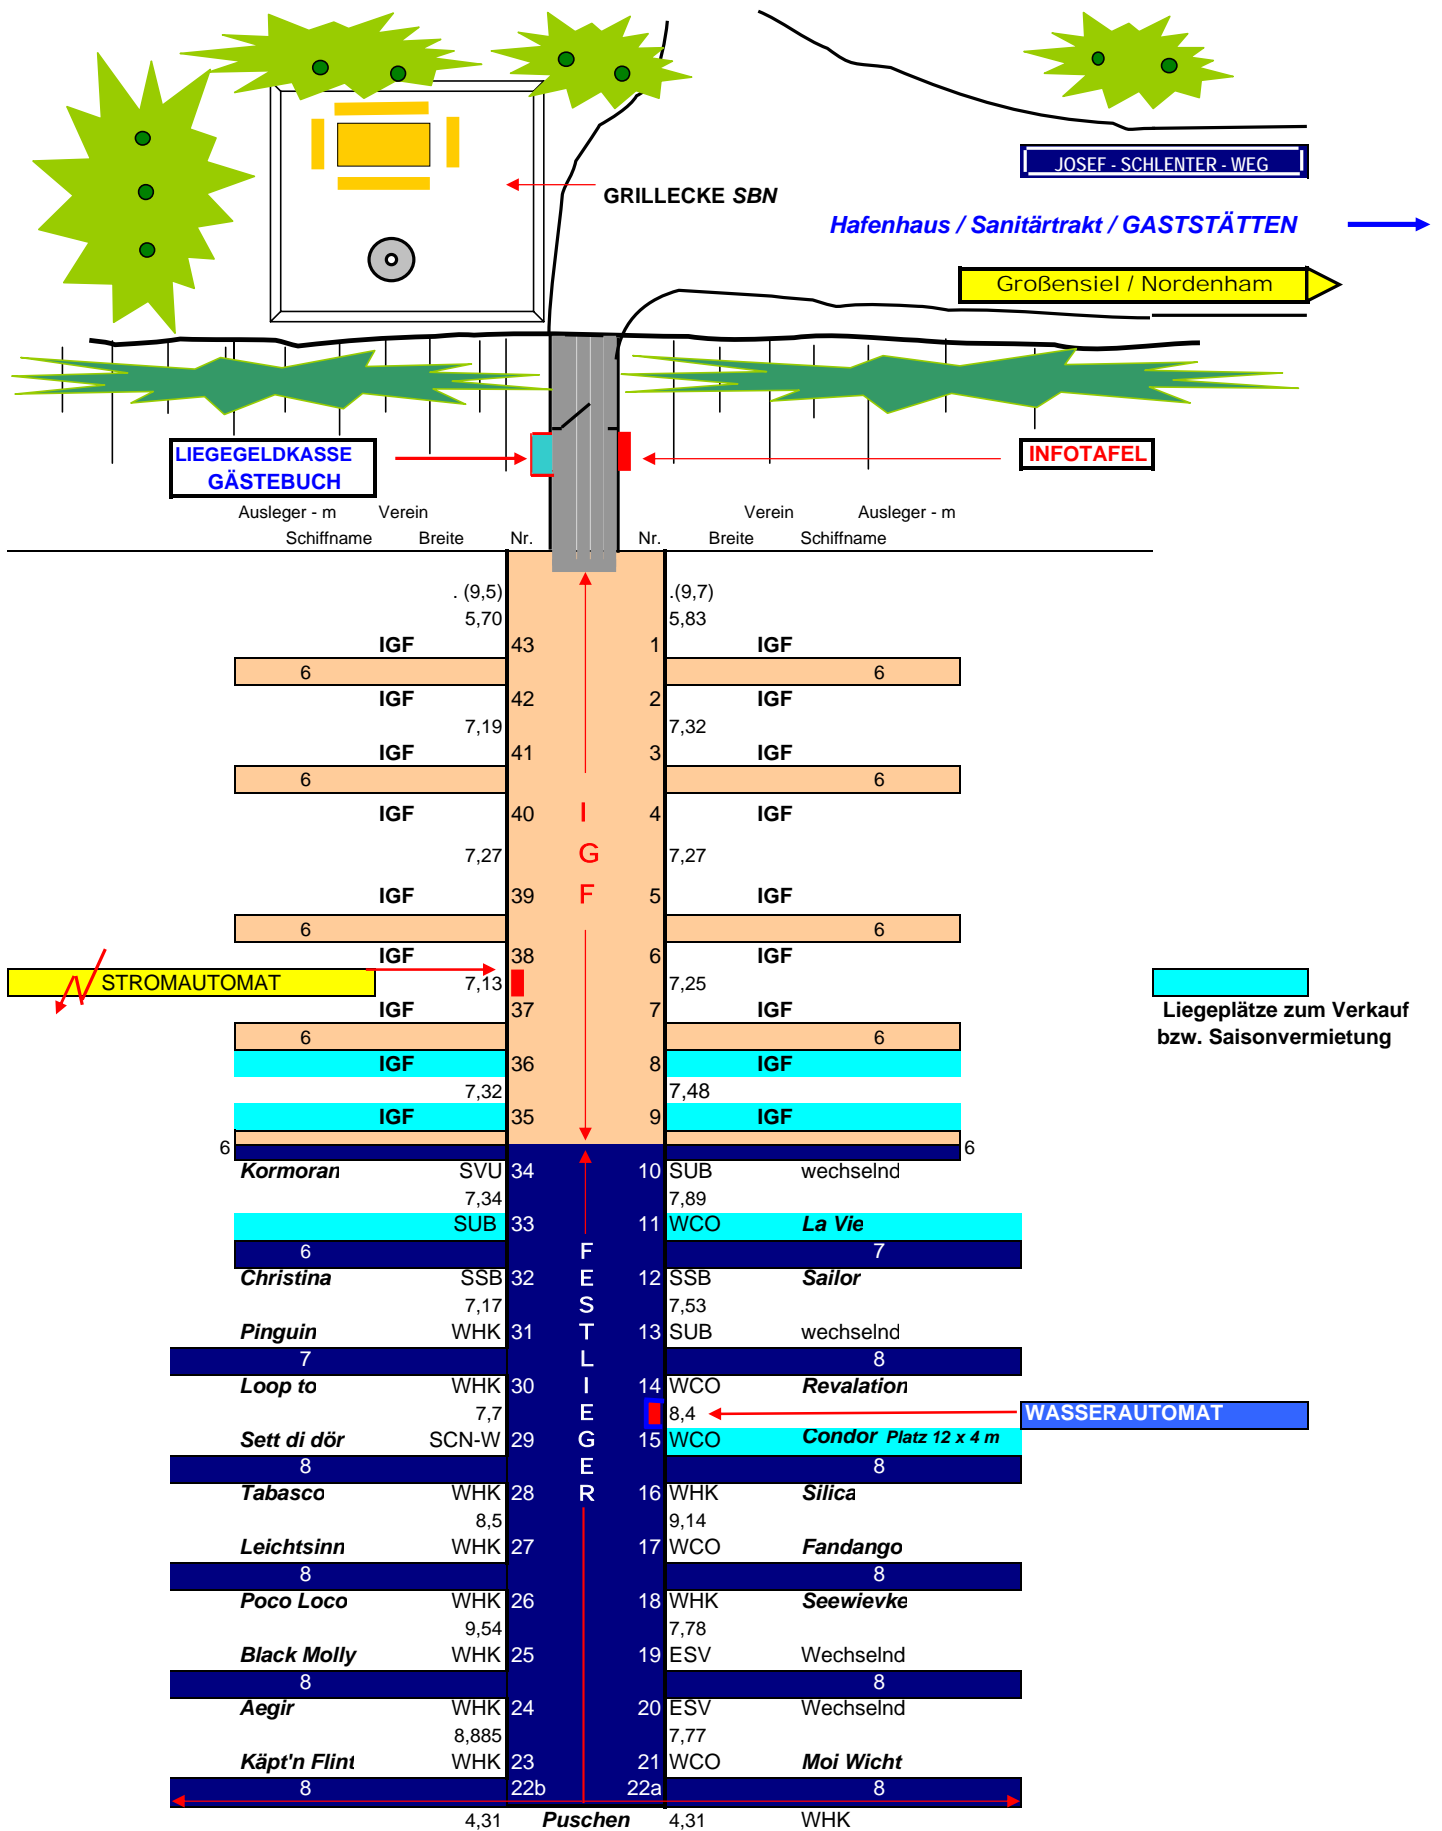 JOSEF - SCHLENTER - WEG
GRILLECKE SBN
Hafenhaus / Sanitärtrakt / GASTSTÄTTEN
Großensiel / Nordenham
LIEGEGELDKASSE
GÄSTEBUCH
INFOTAFEL
Ausleger - m Verein Verein Ausleger - m
Schiffname Breite Nr. Nr. Breite Schiffname
. (9,5) .(9,7)
5,70 5,83
IGF 43 1 IGF
6 6
IGF 42 2 IGF
7,19 7,32
IGF 41 3 IGF
6 6
IGF 40 I 4 IGF
7,27 G 7,27
IGF 39 F 5 IGF
6 6
IGF 38 6 IGF
STROMAUTOMAT 7,13 7,25
IGF 37 7 IGF
Liegeplätze zum Verkauf
bzw. Saisonvermietung
6 6
IGF 36 8 IGF
7,32 7,48
IGF 35 9 IGF
6 6
Kormoran SVU 34 10 SUB wechselnd
7,34 7,89
SUB 33 11 WCO La Vie
6 F 7
Christina SSB 32 E 12 SSB Sailor
7,17 S 7,53
Pinguin WHK 31 T 13 SUB wechselnd
7 L 8
Loop to WHK 30 I 14 WCO Revalation
7,7 E 8,4 WASSERAUTOMAT
Sett di dör SCN-W 29 G 15 WCO Condor Platz 12 x 4 m
8 E 8
Tabasco WHK 28 R 16 WHK Silica
8,5 9,14
Leichtsinn WHK 27 17 WCO Fandango
8 8
Poco Loco WHK 26 18 WHK Seewievke
9,54 7,78
Black Molly WHK 25 19 ESV Wechselnd
8 8
Aegir WHK 24 20 ESV Wechselnd
8,885 7,77
Käpt'n Flint WHK 23 21 WCO Moi Wicht
8 22b 22a 8
4,31 Puschen 4,31 WHK